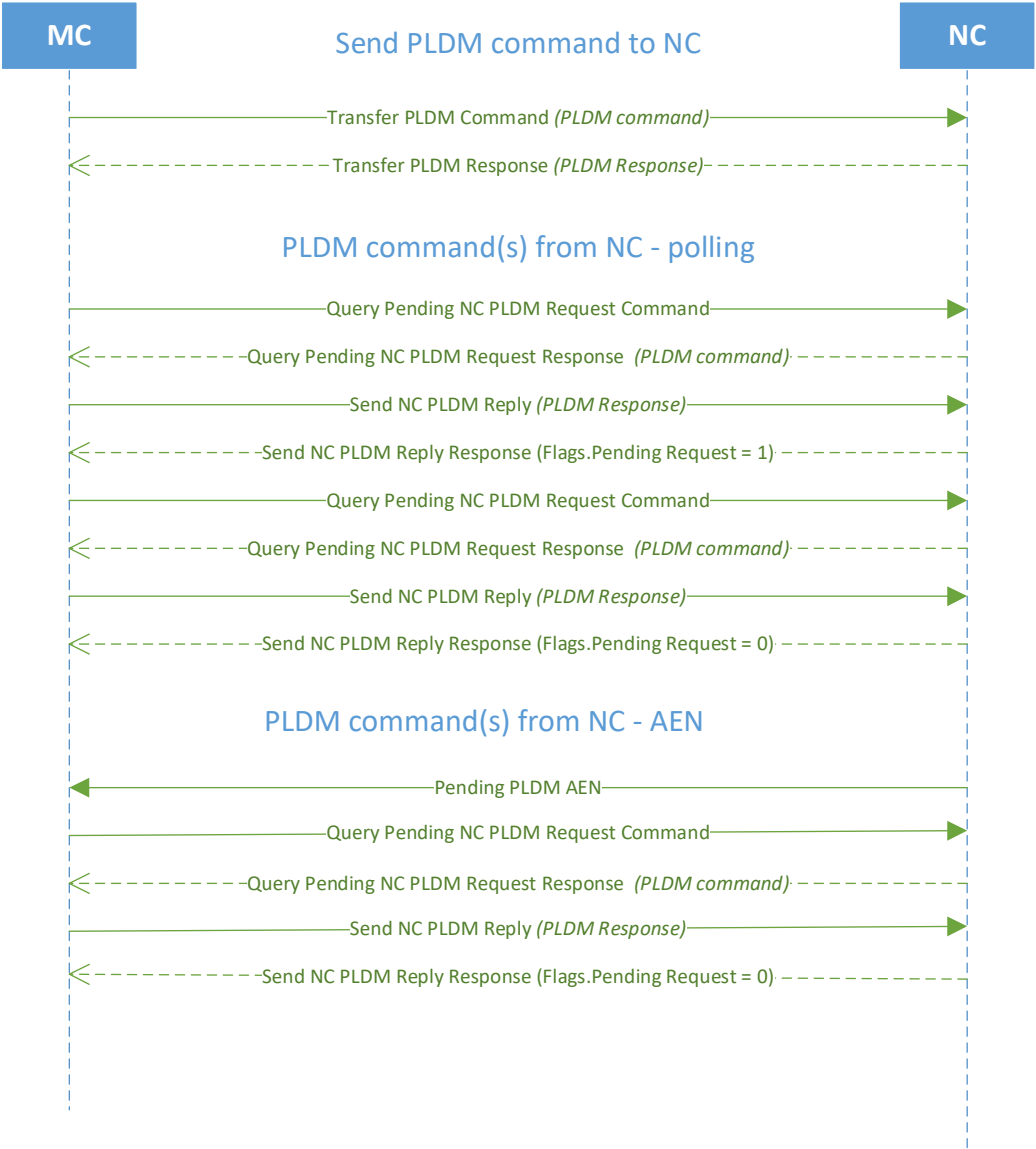 MC
Send PLDM command to NC
NC
Transfer PLDM Command (PLDM command)
Transfer PLDM Response (PLDM Response)
PLDM command(s) from NC - polling
Query Pending NC PLDM Request Command
Query Pending NC PLDM Request Response (PLDM command)
Send NC PLDM Reply (PLDM Response)
Send NC PLDM Reply Response (Flags.Pending Request = 1)
Query Pending NC PLDM Request Command
Query Pending NC PLDM Request Response (PLDM command)
Send NC PLDM Reply (PLDM Response)
Send NC PLDM Reply Response (Flags.Pending Request = 0)
PLDM command(s) from NC - AEN
Pending PLDM AEN
Query Pending NC PLDM Request Command
Query Pending NC PLDM Request Response (PLDM command)
Send NC PLDM Reply (PLDM Response)
Send NC PLDM Reply Response (Flags.Pending Request = 0)